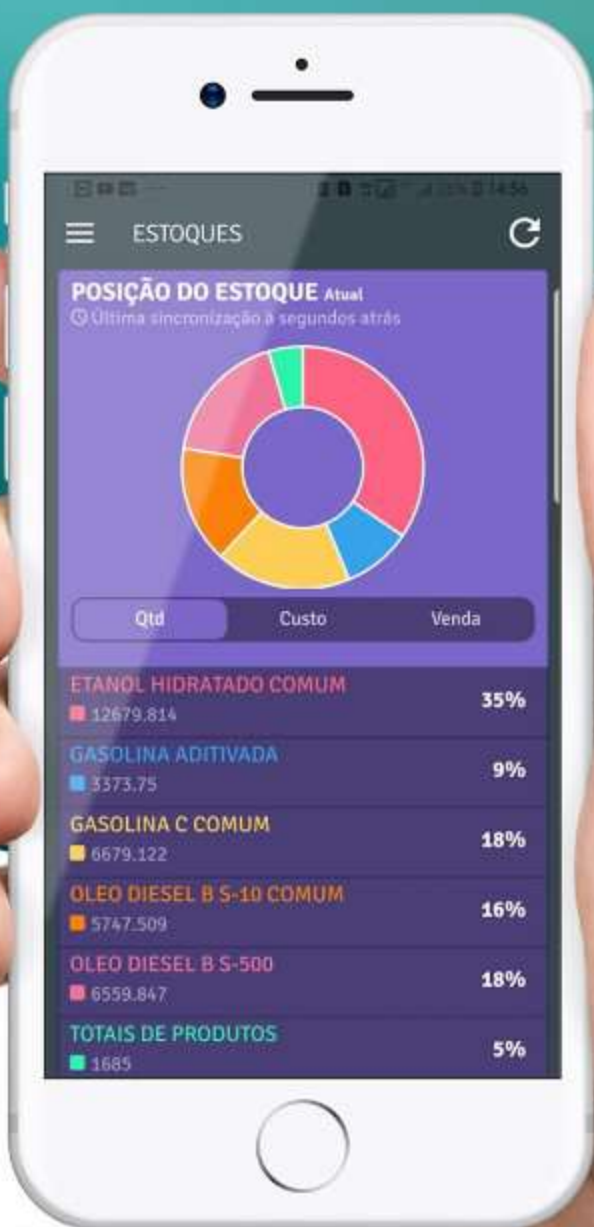 14:56
ESTOQUES
POSIÇÃO DO ESTOQUE Atual
Última sincronização à segundos atrás
Qtd Custo Venda
ETANOL HIDRATADO COMUM
12679.814
35%
GASOLINA ADITIVADA
3373.75
9%
GASOLINA C COMUM
6679.122
18%
OLEO DIESEL B S-10 COMUM
5747.509
16%
OLEO DIESEL B S-500
6559.847
18%
TOTAIS DE PRODUTOS
1685
5%